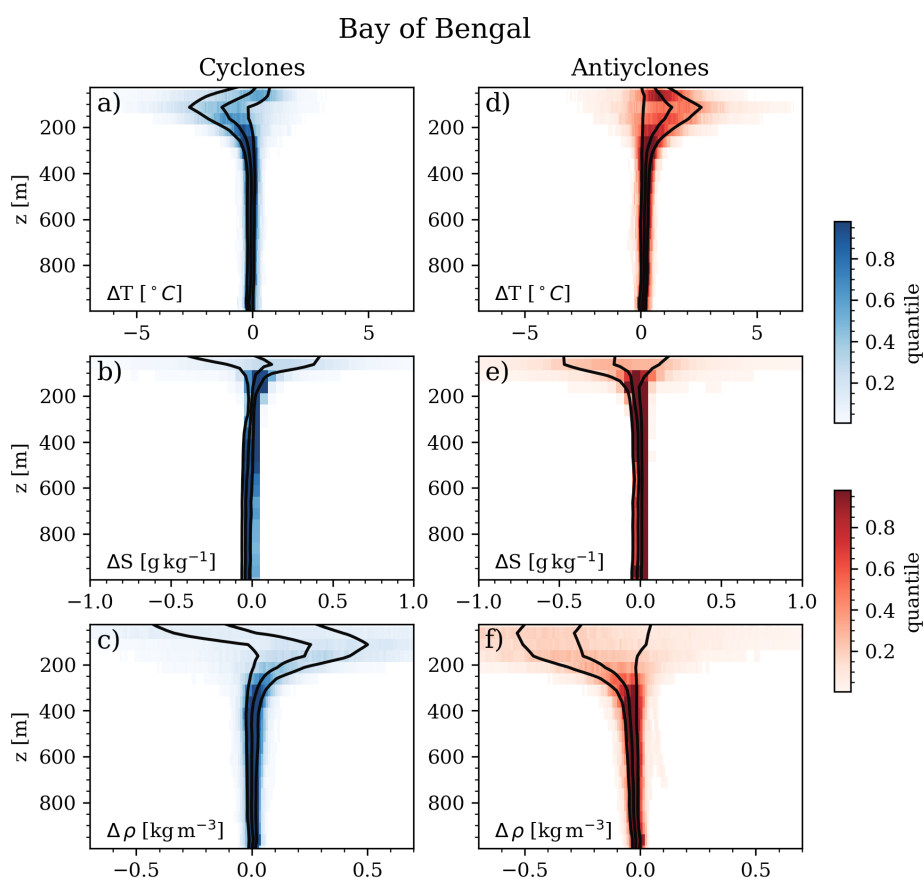 Bay of Bengal
Cyclones
Antiyclones
a)
200
400
600
800
z [m]
ΔT [°C]
−5
0
5
d)
200
400
600
800
ΔT [°C]
−5
0
5
b)
200
400
600
800
z [m]
ΔS [g kg⁻¹]
−1.0
−0.5
0.0
0.5
1.0
e)
200
400
600
800
ΔS [g kg⁻¹]
−1.0
−0.5
0.0
0.5
1.0
c)
200
400
600
800
z [m]
Δ ρ [kg m⁻³]
−0.5
0.0
0.5
f)
200
400
600
800
Δ ρ [kg m⁻³]
−0.5
0.0
0.5
0.8
0.6
0.4
0.2
quantile
0.8
0.6
0.4
0.2
quantile